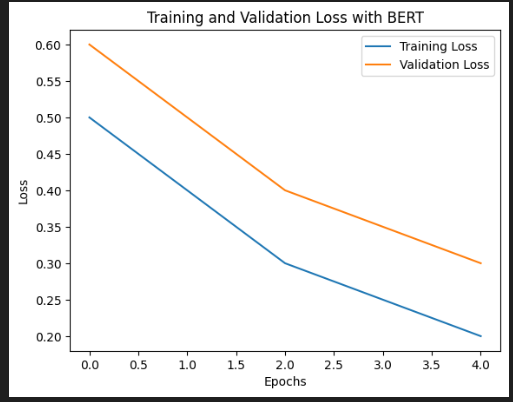 Training and Validation Loss with BERT
Training Loss
Validation Loss
0.60
0.55
0.50
0.45
0.40
0.35
0.30
0.25
0.20
Loss
0.0 0.5 1.0 1.5 2.0 2.5 3.0 3.5 4.0
Epochs